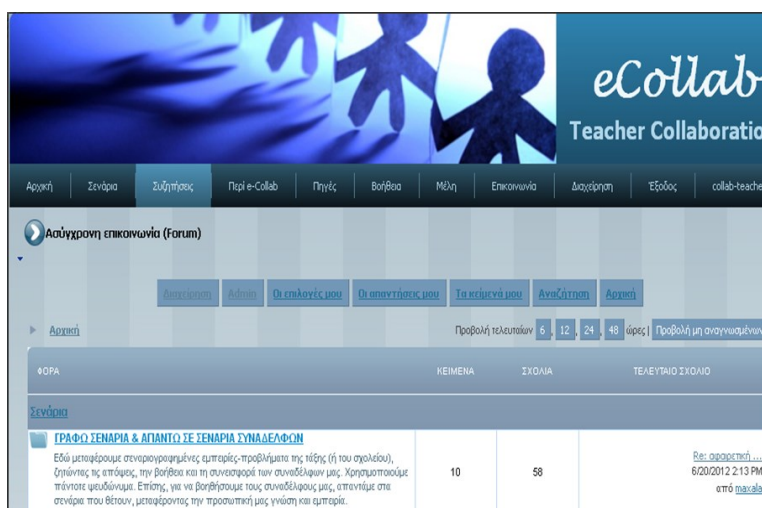 eCollab
Teacher Collaboratio
Αρχική Σενάρια Συζητήσεις Περί e-Collab Πηγές Βοήθεια Μέλη Επικοινωνία Διαχείρηση Έξοδος collab-teache
Ασύγχρονη επικοινωνία (Forum)
Διαχείρηση Admin Οι επιλογές μου Οι απαντήσεις μου Τα κείμενά μου Αναζήτηση Αρχική
Αρχική Προβολή τελευταίων 6 , 12 , 24 , 48 ώρες | Προβολή μη αναγνωσμένων
ΦΟΡΑ ΚΕΙΜΕΝΑ ΣΧΟΛΙΑ ΤΕΛΕΥΤΑΙΟ ΣΧΟΛΙΟ
Σενάρια
ΓΡΑΦΩ ΣΕΝΑΡΙΑ & ΑΠΑΝΤΩ ΣΕ ΣΕΝΑΡΙΑ ΣΥΝΑΔΕΛΦΩΝ
Εδώ μεταφέρουμε σεναριογραφημένες εμπειρίες-προβλήματα της τάξης (ή του σχολείου),
ζητώντας τις απόψεις, την βοήθεια και τη συνεισφορά των συναδέλφων μας. Χρησιμοποιούμε
πάντοτε ψευδώνυμα. Επίσης, για να βοηθήσουμε τους συναδέλφους μας, απαντάμε στα
σενάρια που θέτουν, μεταφέροντας την προσωπική μας γνώση και εμπειρία.
10 58
Re: αφαιρετική ...
6/20/2012 2:13 PM
από maxala